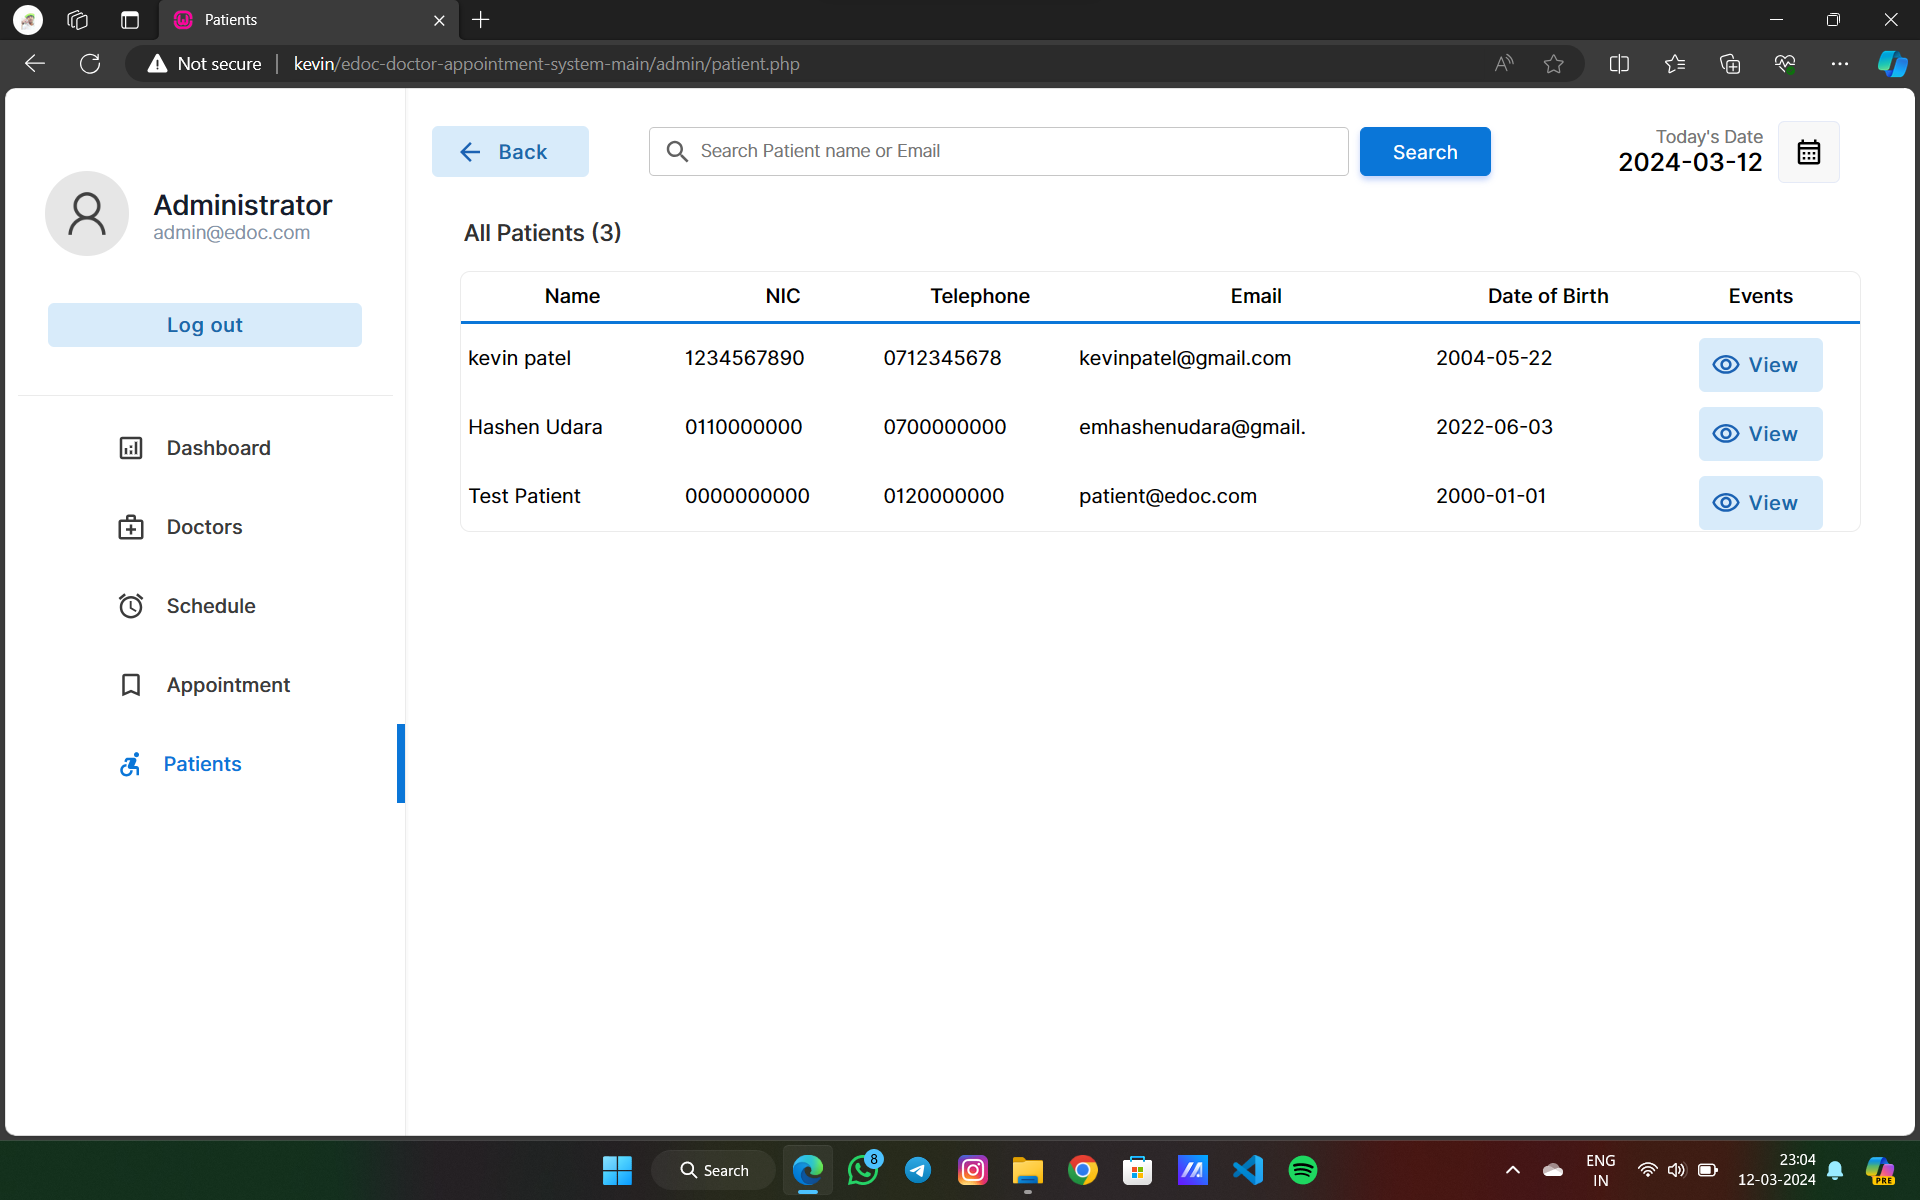 Patients
Not secure
kevin/edoc-doctor-appointment-system-main/admin/patient.php
Administrator
admin@edoc.com
Log out
Dashboard
Doctors
Schedule
Appointment
Patients
Back
Search Patient name or Email
Search
Today's Date
2024-03-12
All Patients (3)
Name NIC Telephone Email Date of Birth Events
kevin patel 1234567890 0712345678 kevinpatel@gmail.com 2004-05-22 View
Hashen Udara 0110000000 0700000000 emhashenudara@gmail. 2022-06-03 View
Test Patient 0000000000 0120000000 patient@edoc.com 2000-01-01 View
Search
8
ENG
IN
23:04
12-03-2024
PRE